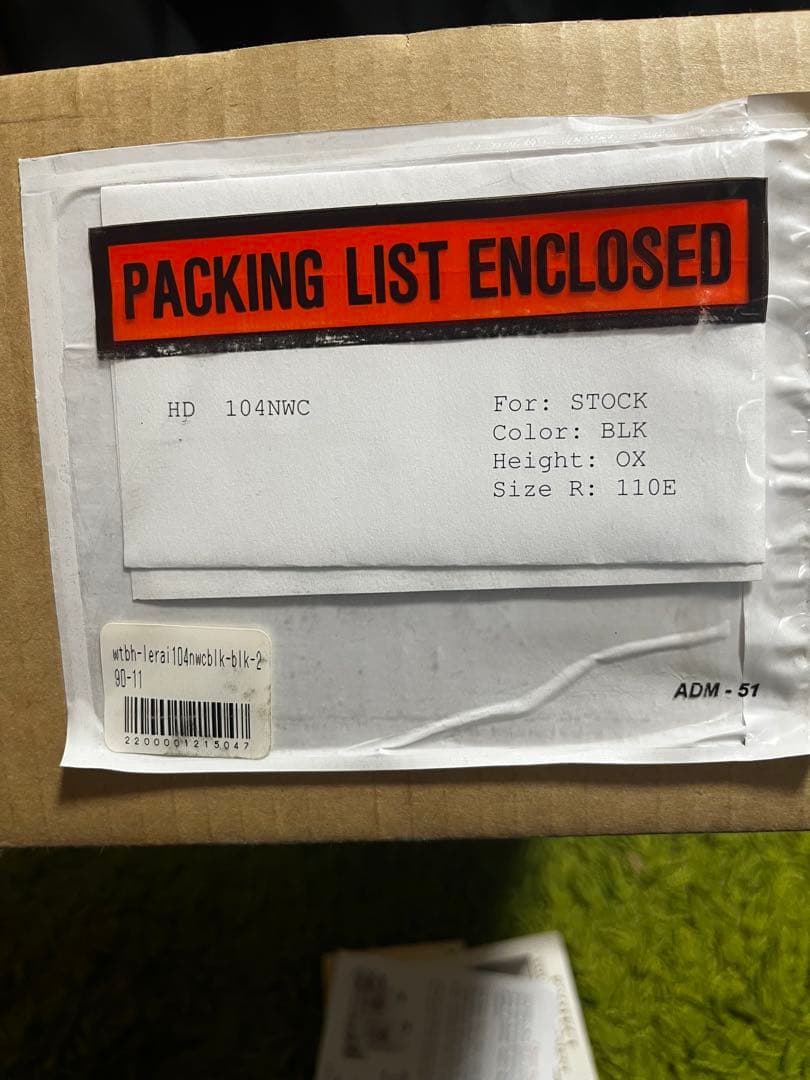 PACKING LIST ENCLOSED
HD 104NWC
For: STOCK
Color: BLK
Height: OX
Size R: 110E
wtbh-lerai104nwcblk-blk-2
90-11
2200001215047
ADM - 51